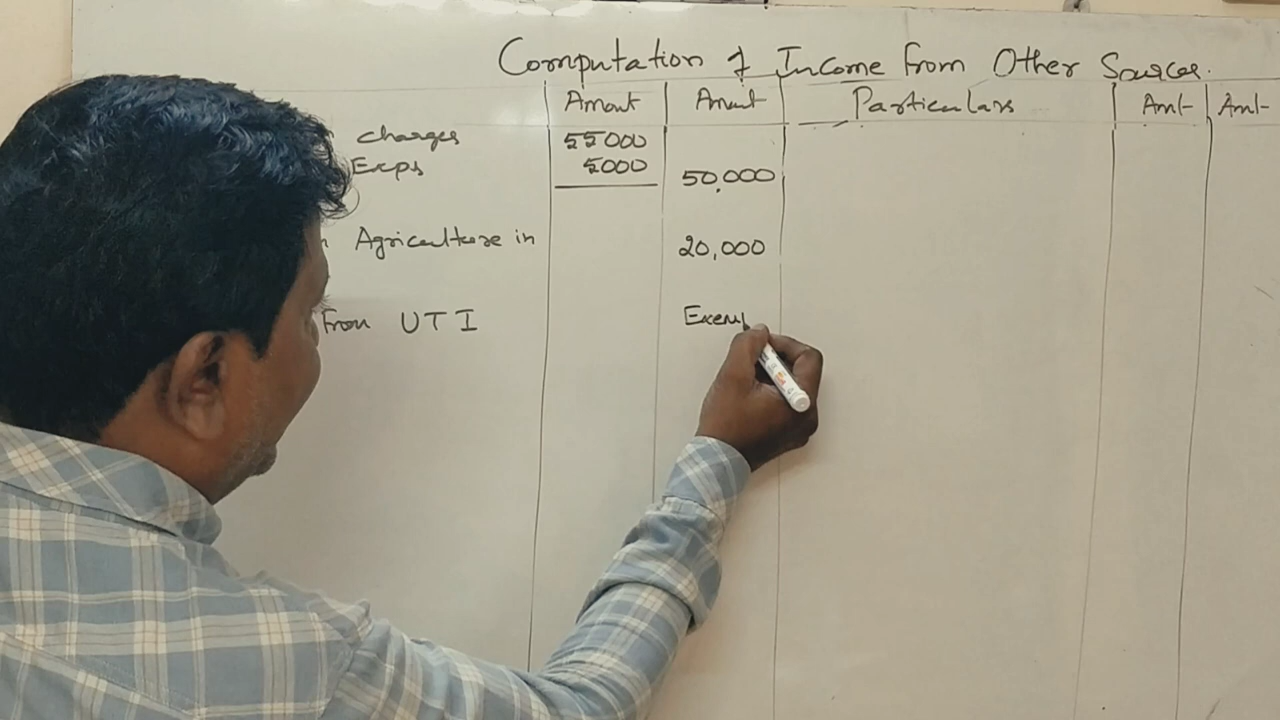 Computation of Income From Other Sources.
Amount Amount Particulars Amt Amt
charges 55000
Exps 5000 50,000
n Agriculture in 20,000
From UTI Exemp